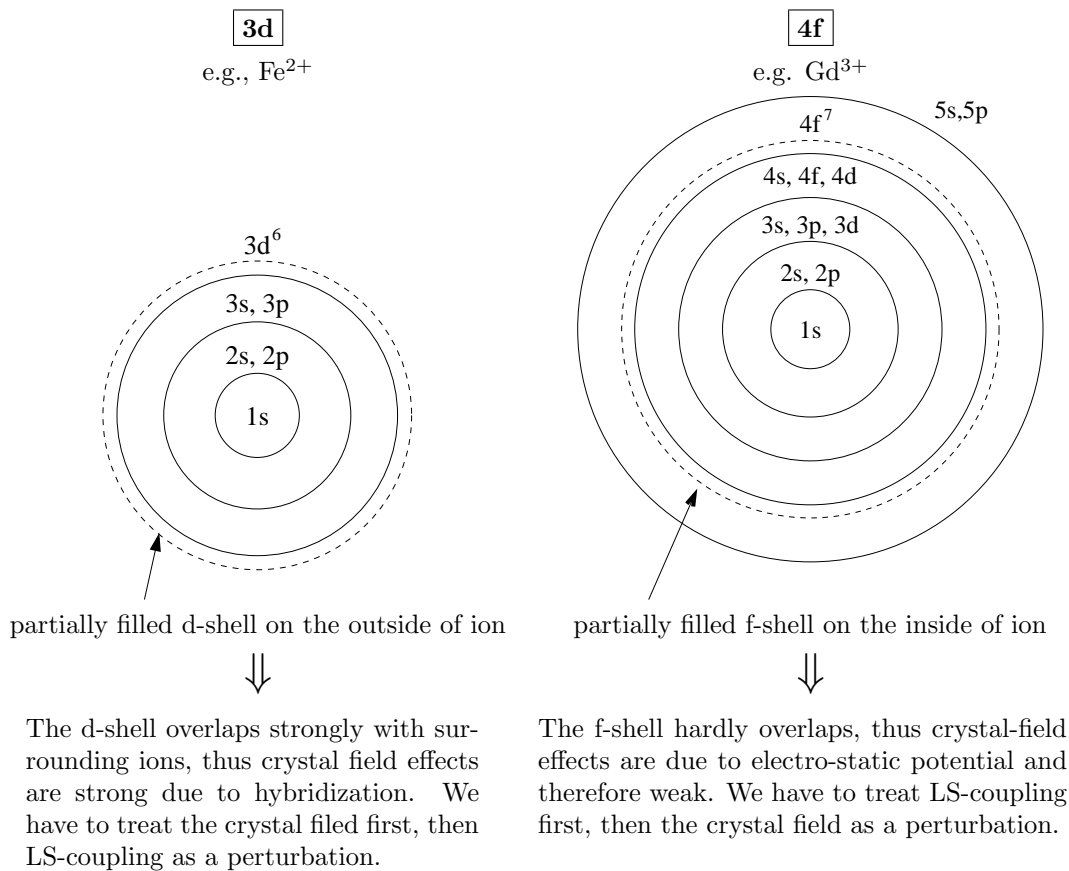 3d
e.g., Fe²⁺
3d⁶
3s, 3p
2s, 2p
1s
partially filled d-shell on the outside of ion
⇓
The d-shell overlaps strongly with sur-
rounding ions, thus crystal field effects
are strong due to hybridization. We
have to treat the crystal filed first, then
LS-coupling as a perturbation.
4f
e.g. Gd³⁺
5s,5p
4f⁷
4s, 4f, 4d
3s, 3p, 3d
2s, 2p
1s
partially filled f-shell on the inside of ion
⇓
The f-shell hardly overlaps, thus crystal-field
effects are due to electro-static potential and
therefore weak. We have to treat LS-coupling
first, then the crystal field as a perturbation.